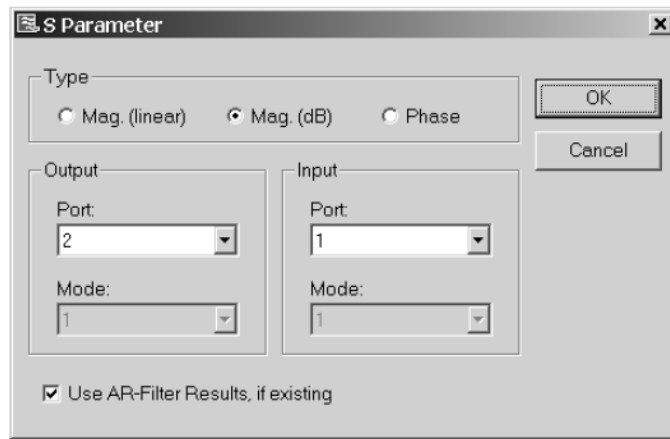 S Parameter
Type
Mag. (linear) Mag. (dB) Phase
OK
Cancel
Output
Port:
2
Mode:
1
Input
Port:
1
Mode:
1
Use AR-Filter Results, if existing